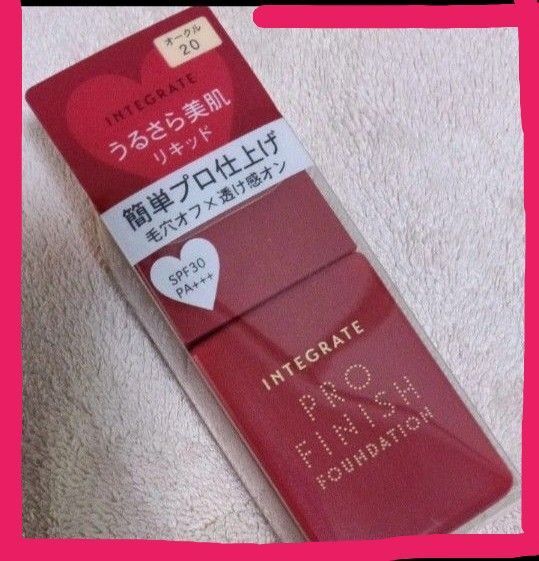 オークル
20
INTEGRATE
うるさら美肌
リキッド
簡単プロ仕上げ
毛穴オフ×透け感オン
SPF30
PA+++
INTEGRATE
PRO
FINISH
FOUNDATION